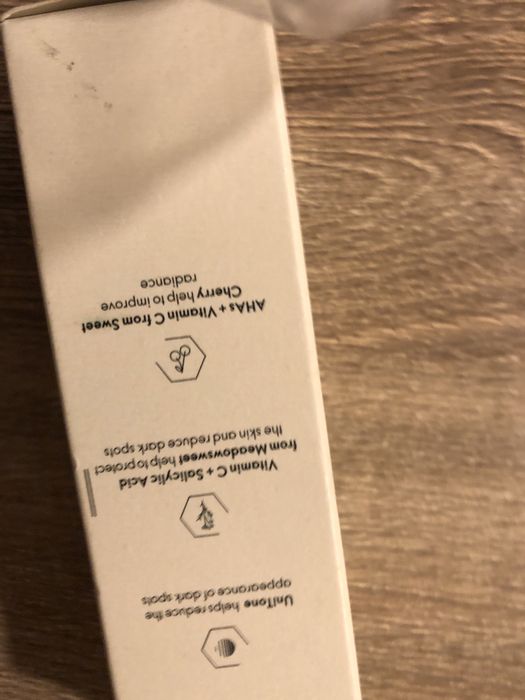 UniTone helps reduce the
appearance of dark spots
Vitamin C + Salicylic Acid
from Meadowsweet help to protect
the skin and reduce dark spots
AHAs + Vitamin C from Sweet
Cherry help to improve
radiance